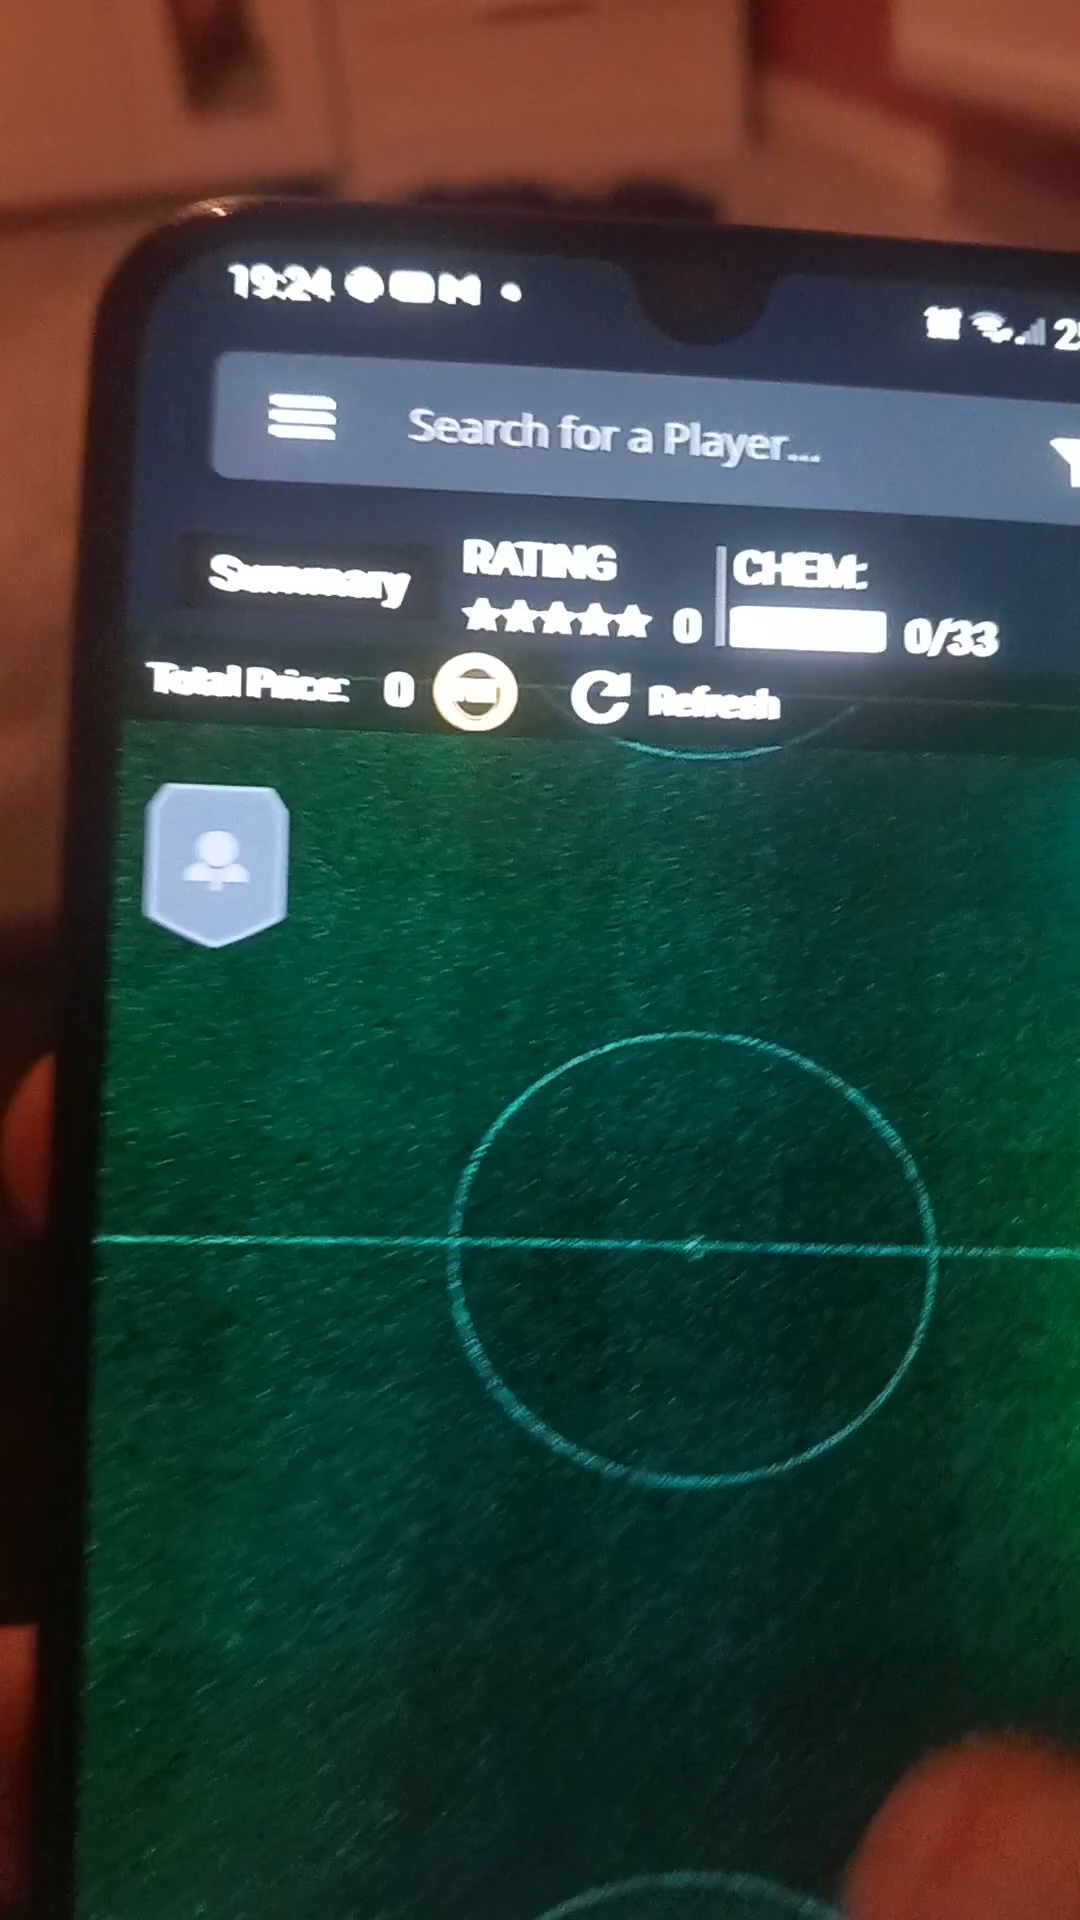 19:24
Search for a Player...
Summary
RATING
0
CHEM:
0/33
Total Price: 0
Refresh